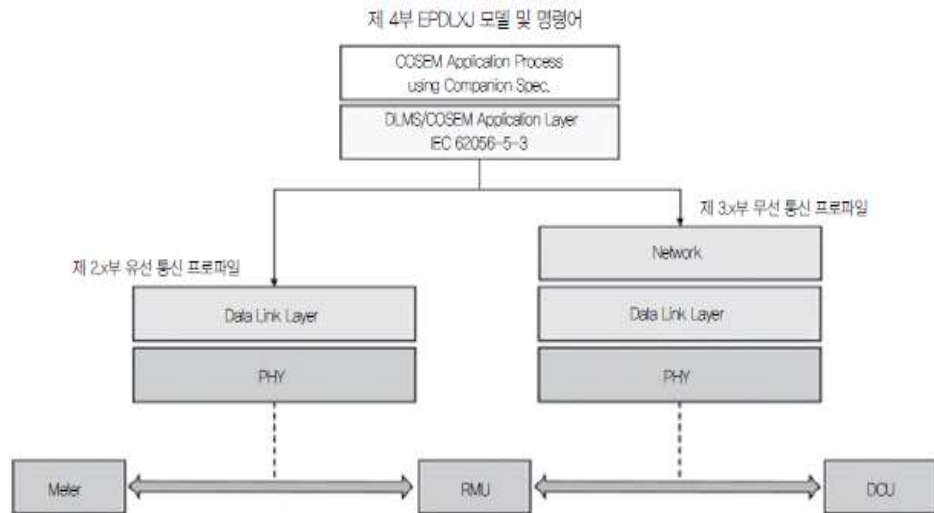 제 4부 EPDLXJ 모델 및 명령어
COSEM Application Process
using Companion Spec.
DLMS/COSEM Application Layer
IEC 62056-5-3
제 3.x부 무선 통신 프로파일
Network
제 2.x부 유선 통신 프로파일
Data Link Layer
Data Link Layer
PHY
PHY
Meter
RMU
DCU